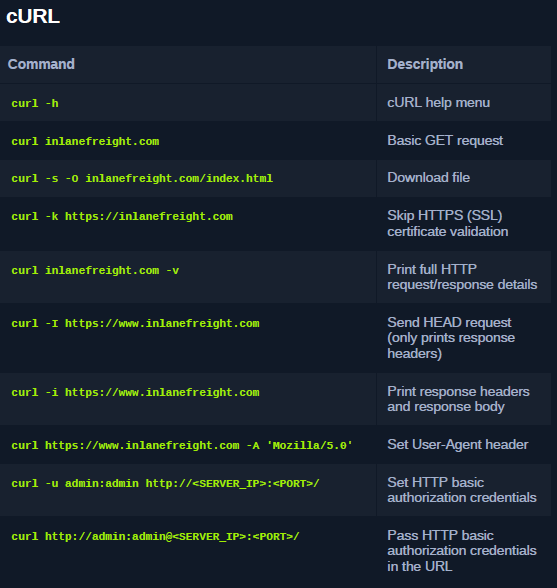 cURL
Command Description
curl -h cURL help menu
curl inlanefreight.com Basic GET request
curl -s -O inlanefreight.com/index.html Download file
curl -k https://inlanefreight.com Skip HTTPS (SSL)
certificate validation
curl inlanefreight.com -v Print full HTTP
request/response details
curl -I https://www.inlanefreight.com Send HEAD request
(only prints response
headers)
curl -i https://www.inlanefreight.com Print response headers
and response body
curl https://www.inlanefreight.com -A 'Mozilla/5.0' Set User-Agent header
curl -u admin:admin http://<SERVER_IP>:<PORT>/ Set HTTP basic
authorization credentials
curl http://admin:admin@<SERVER_IP>:<PORT>/ Pass HTTP basic
authorization credentials
in the URL